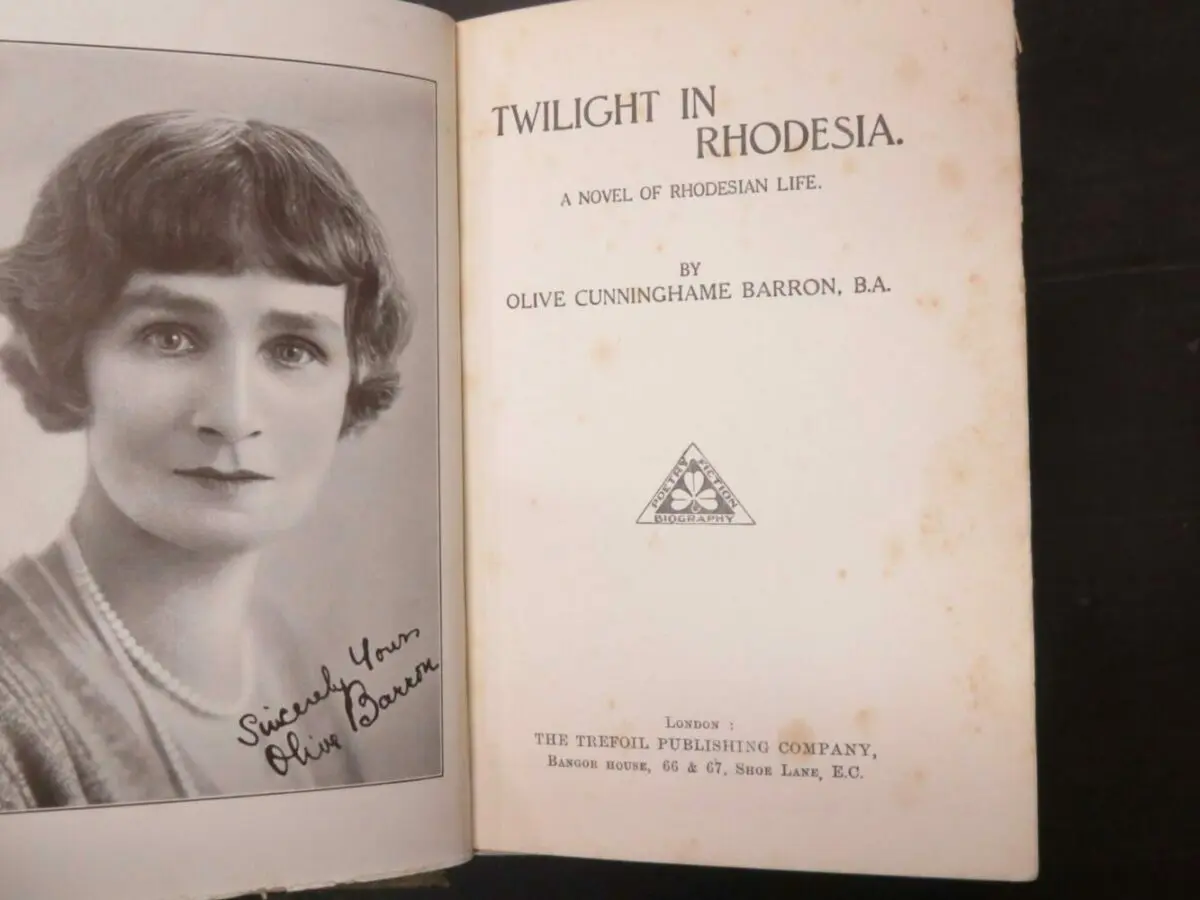 Sincerely Yours
Olive Barron
TWILIGHT IN
RHODESIA.
A NOVEL OF RHODESIAN LIFE.
BY
OLIVE CUNNINGHAME BARRON, B.A.
POETRY FICTION
& 
BIOGRAPHY
LONDON :
THE TREFOIL PUBLISHING COMPANY,
BANGOR HOUSE, 66 & 67, SHOE LANE, E.C.